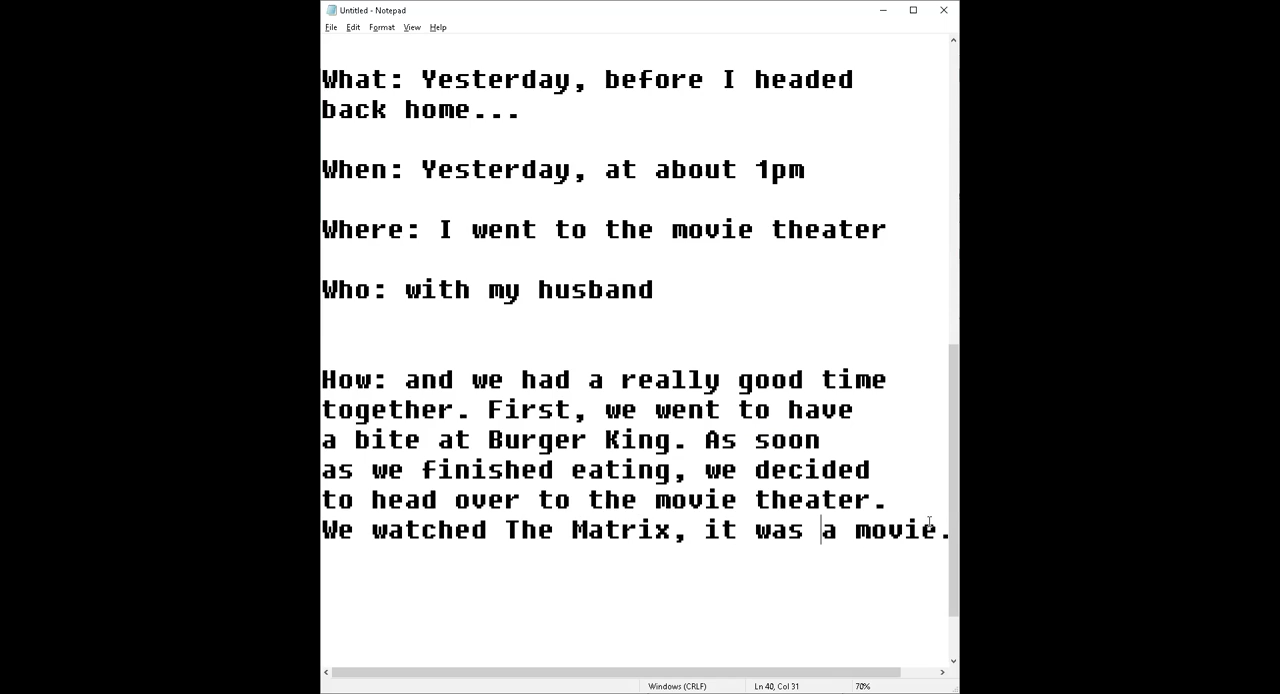 Untitled - Notepad
File Edit Format View Help
What: Yesterday, before I headed
back home...
When: Yesterday, at about 1pm
Where: I went to the movie theater
Who: with my husband
How: and we had a really good time
together. First, we went to have
a bite at Burger King. As soon
as we finished eating, we decided
to head over to the movie theater.
We watched The Matrix, it was a movie.
Windows (CRLF) Ln 40, Col 31 70%